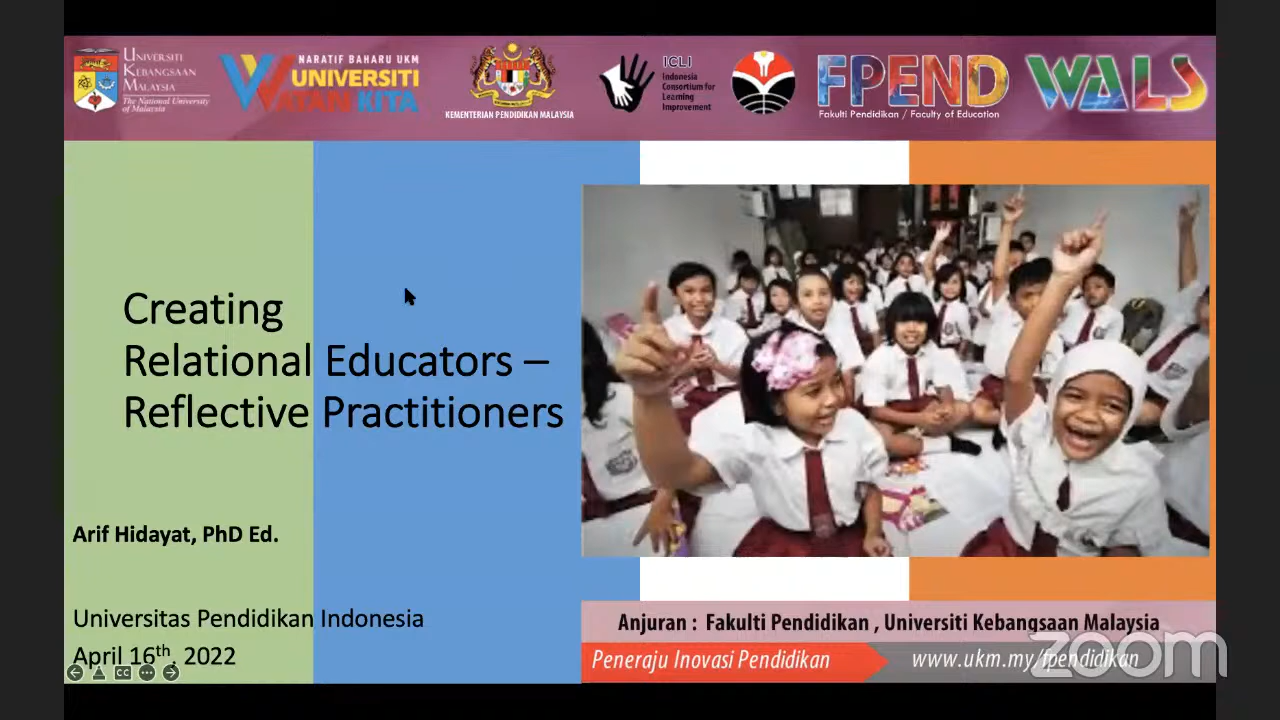 UNIVERSITI
KEBANGSAAN
MALAYSIA
The National University
of Malaysia
NARATIF BAHARU UKM
UNIVERSITI
WATAN KITA
KEMENTERIAN PENDIDIKAN MALAYSIA
ICLI
Indonesia
Consortium for
Learning
Improvement
FPEND
Fakulti Pendidikan / Faculty of Education
WALS
Creating
Relational Educators –
Reflective Practitioners
Arif Hidayat, PhD Ed.
Universitas Pendidikan Indonesia
April 16th, 2022
CC
Anjuran : Fakulti Pendidikan , Universiti Kebangsaan Malaysia
Peneraju Inovasi Pendidikan
www.ukm.my/fpendidikan
zoom